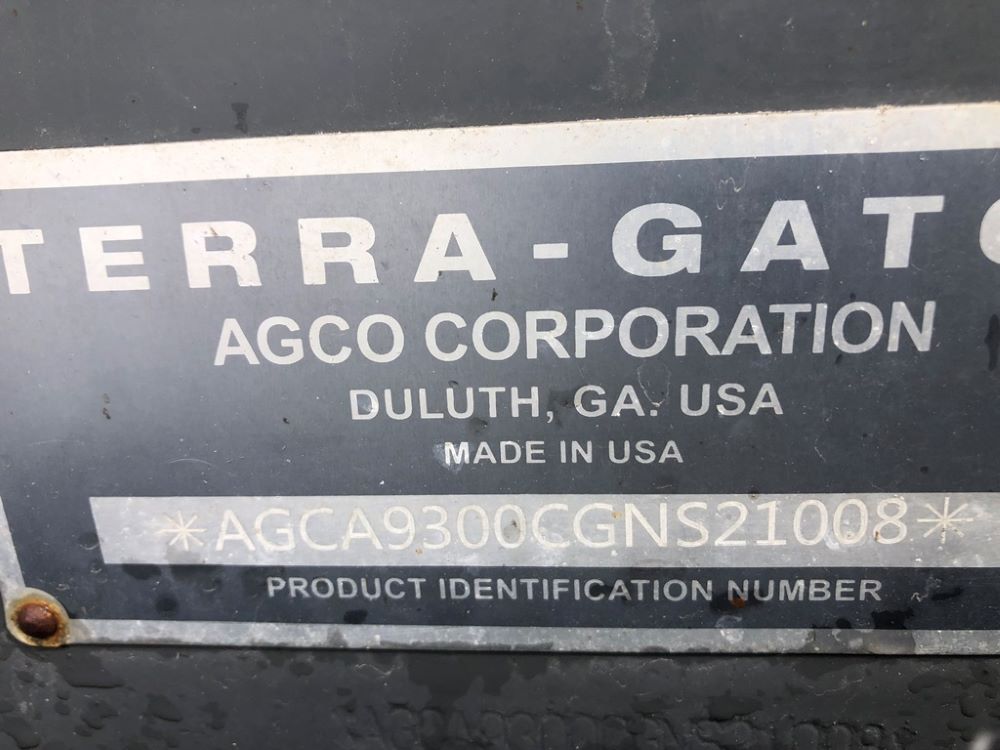 TERRA-GATO
AGCO CORPORATION
DULUTH, GA. USA
MADE IN USA
*AGCA9300CGNS21008*
PRODUCT IDENTIFICATION NUMBER